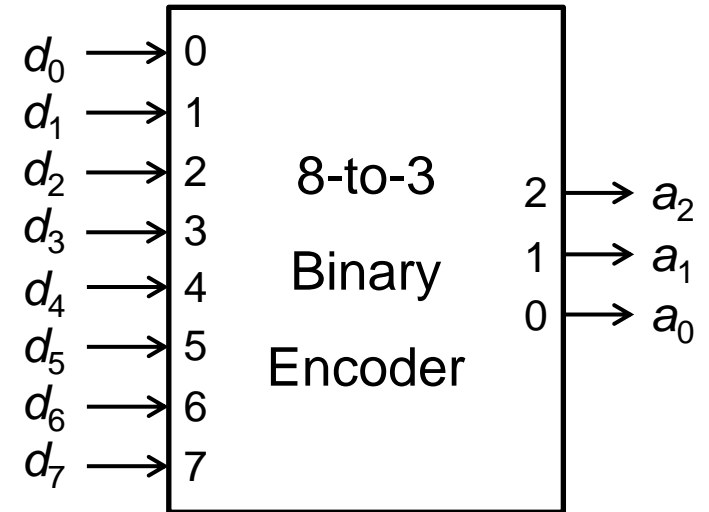 d₀ 0
d₁ 1
d₂ 2 8-to-3 2 a₂
d₃ 3 Binary 1 a₁
d₄ 4 0 a₀
d₅ 5 Encoder
d₆ 6
d₇ 7